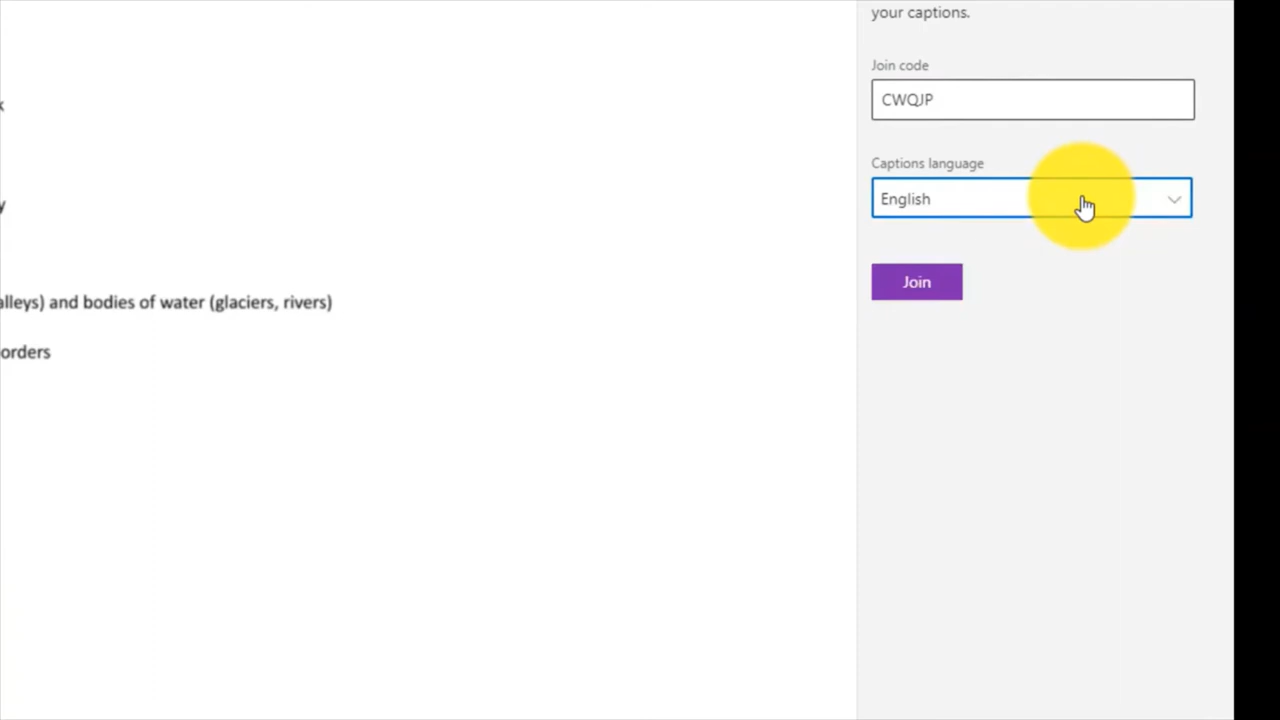 your captions.
Join code
CWQJP
Captions language
English
Join
alleys) and bodies of water (glaciers, rivers)
orders